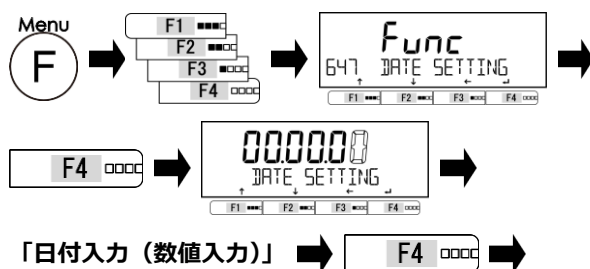 Menu
F
F1
F2
F3
F4
Func
647 DATE SETTING
↑ ↓ ← ↵
F1 F2 F3 F4
F4
00.00.00
DATE SETTING
↑ ↓ ← ↵
F1 F2 F3 F4
「日付入力（数値入力）」
F4